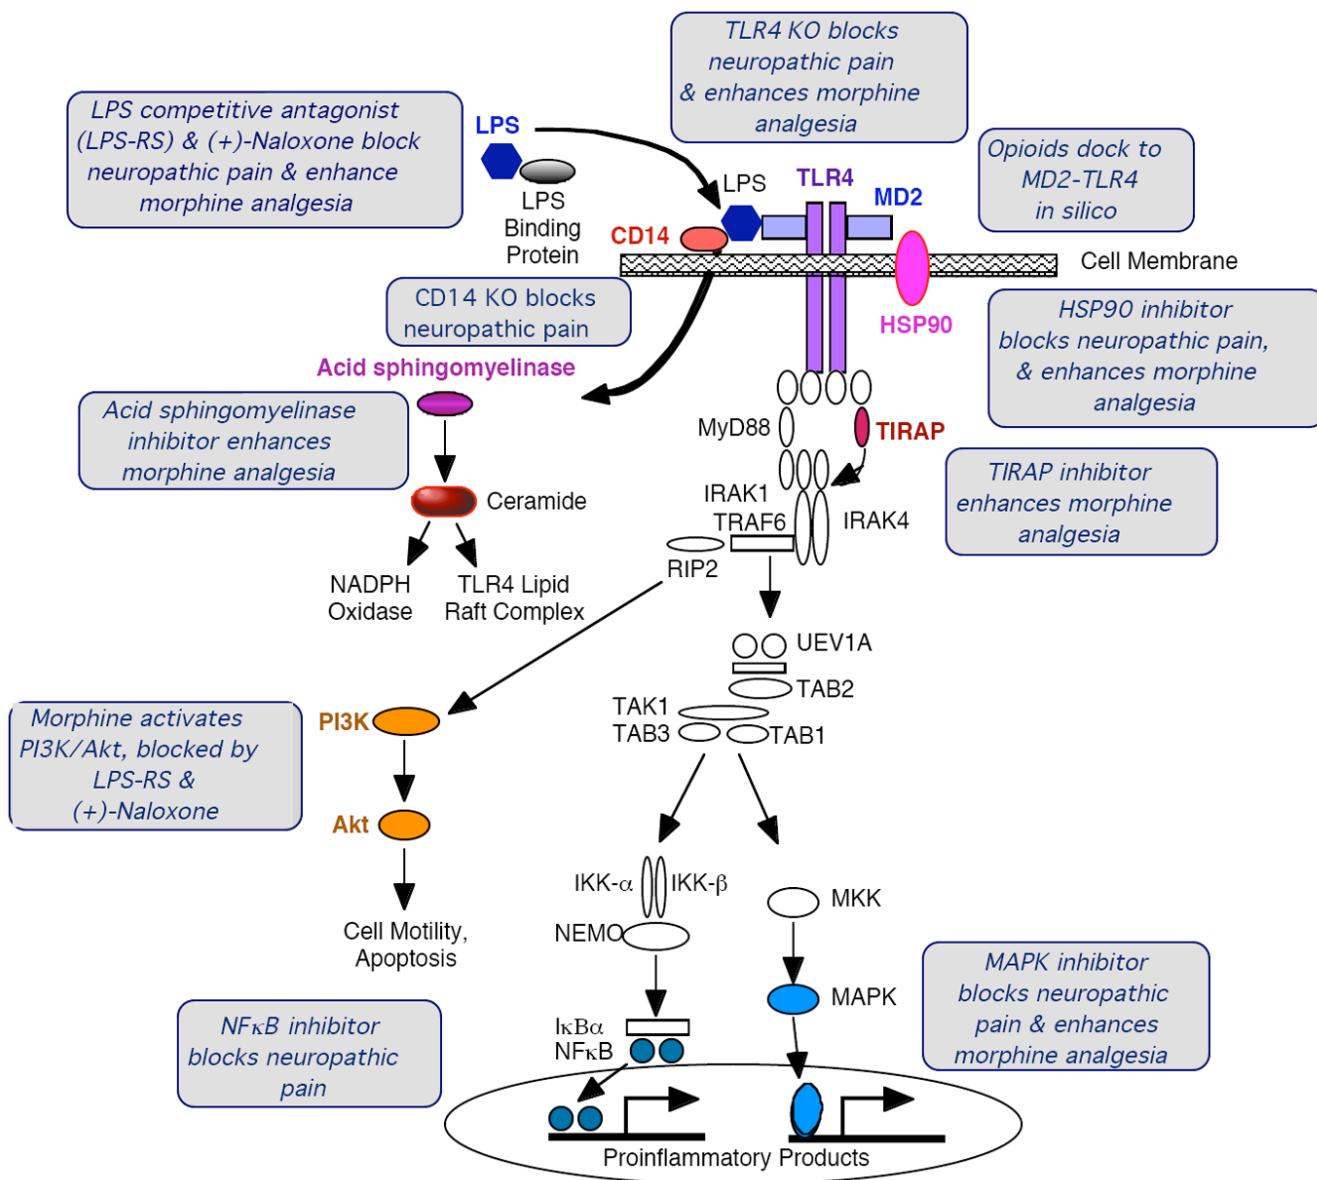 TLR4 KO blocks
neuropathic pain
& enhances morphine
analgesia
LPS competitive antagonist
(LPS-RS) & (+)-Naloxone block
neuropathic pain & enhance
morphine analgesia
LPS
LPS
Binding
Protein
LPS
TLR4
MD2
Opioids dock to
MD2-TLR4
in silico
CD14
Cell Membrane
CD14 KO blocks
neuropathic pain
HSP90
HSP90 inhibitor
blocks neuropathic pain,
& enhances morphine
analgesia
Acid sphingomyelinase
Acid sphingomyelinase
inhibitor enhances
morphine analgesia
MyD88
TIRAP
TIRAP inhibitor
enhances morphine
analgesia
Ceramide
IRAK1
TRAF6
IRAK4
RIP2
NADPH
Oxidase
TLR4 Lipid
Raft Complex
UEV1A
TAB2
TAK1
TAB3
TAB1
Morphine activates
PI3K/Akt, blocked by
LPS-RS &
(+)-Naloxone
PI3K
Akt
Cell Motility,
Apoptosis
IKK-α
IKK-β
NEMO
MKK
MAPK
MAPK inhibitor
blocks neuropathic
pain & enhances
morphine analgesia
NFκB inhibitor
blocks neuropathic
pain
IκBα
NFκB
Proinflammatory Products